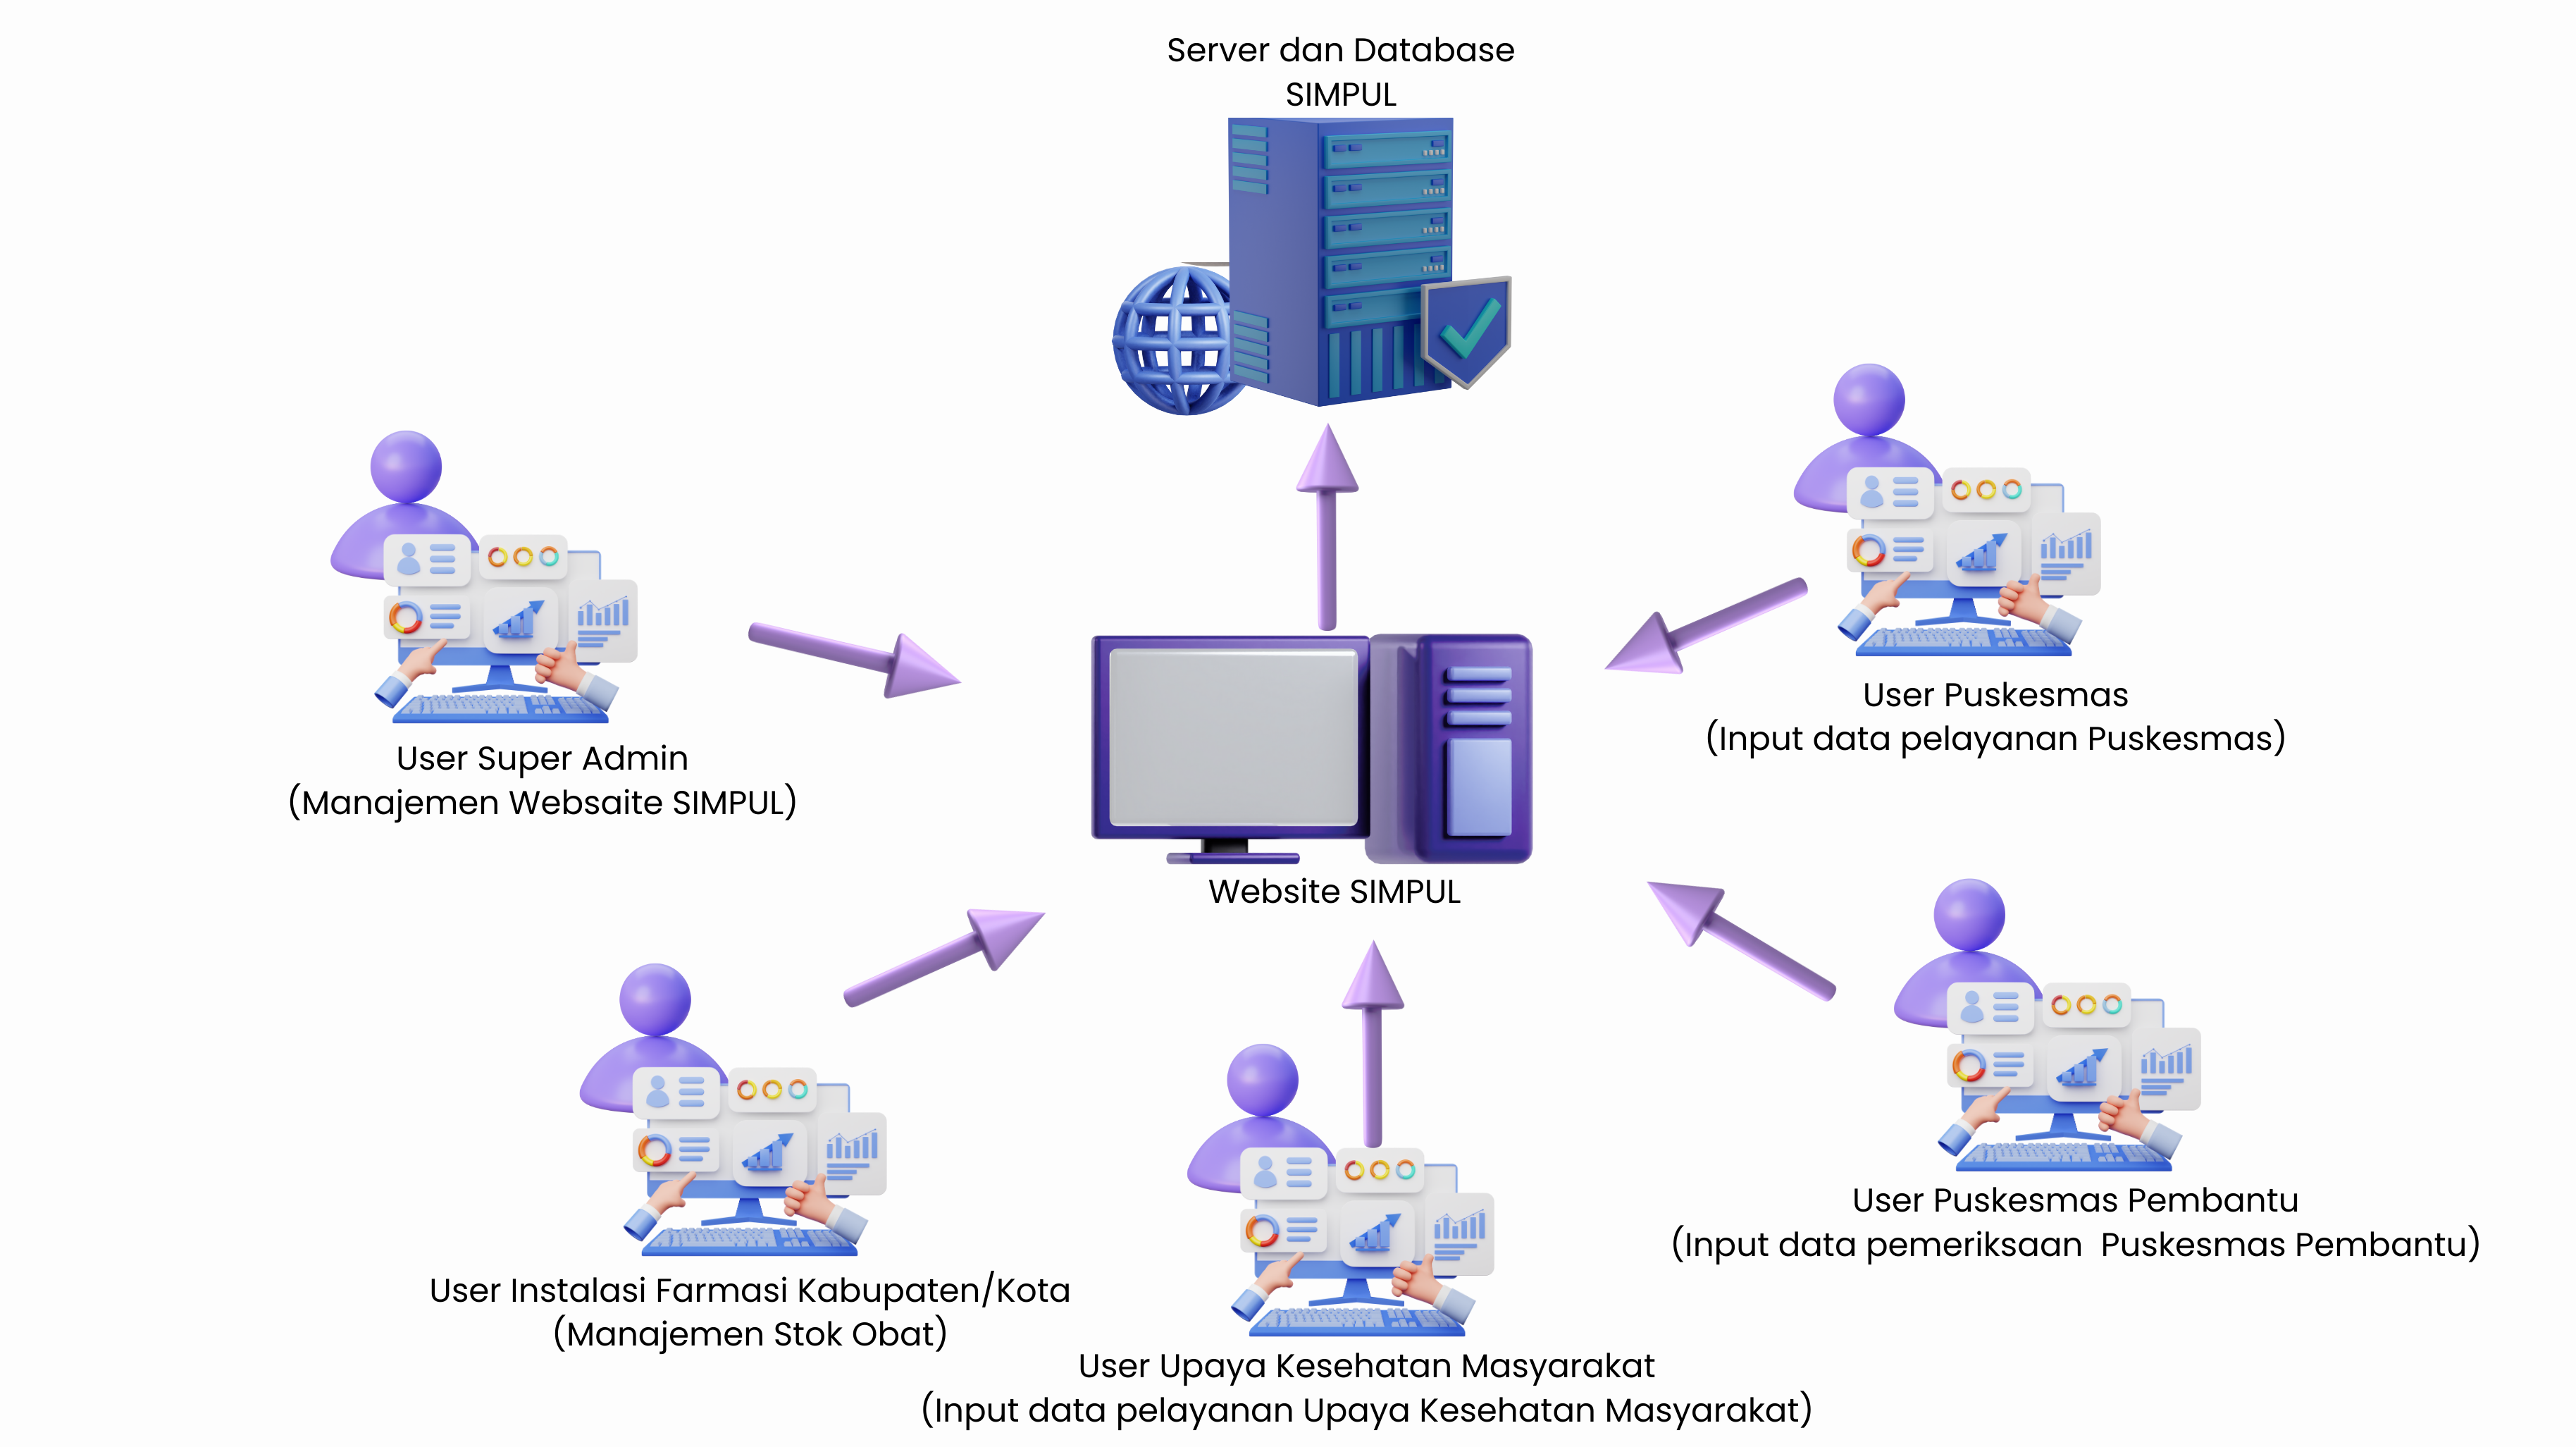 Server dan Database
SIMPUL
User Super Admin
(Manajemen Websaite SIMPUL)
User Puskesmas
(Input data pelayanan Puskesmas)
Website SIMPUL
User Instalasi Farmasi Kabupaten/Kota
(Manajemen Stok Obat)
User Upaya Kesehatan Masyarakat
(Input data pelayanan Upaya Kesehatan Masyarakat)
User Puskesmas Pembantu
(Input data pemeriksaan  Puskesmas Pembantu)